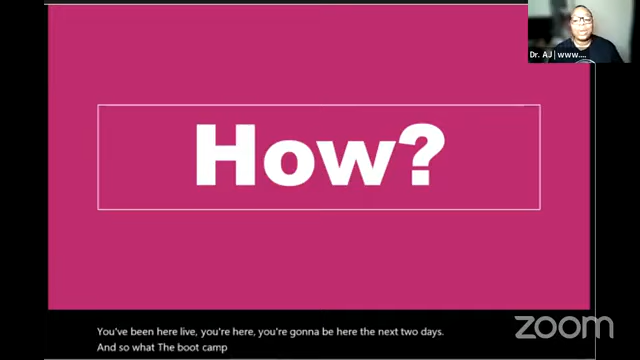 Dr. AJ | www....
How?
You've been here live, you're here, you're gonna be here the next two days.
And so what The boot camp
zoom